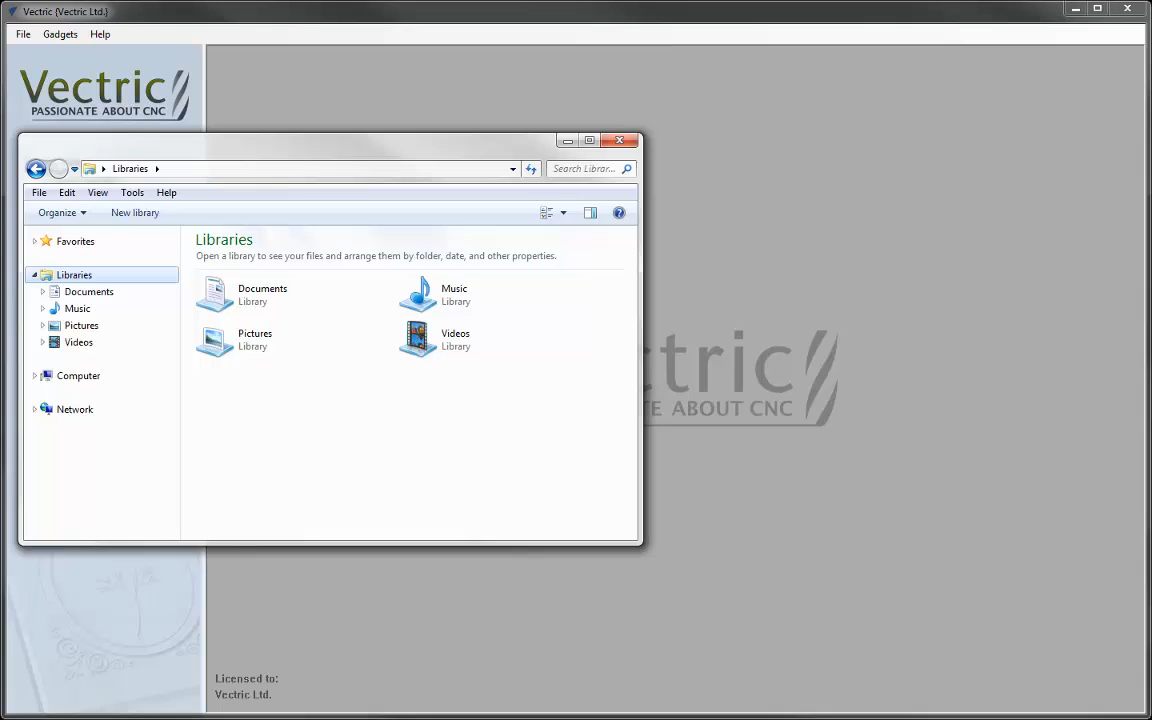 Vectric {Vectric Ltd.}
File Gadgets Help
Vectric
PASSIONATE ABOUT CNC
Libraries
Search Librar...
File Edit View Tools Help
Organize New library
Favorites
Libraries
Documents
Music
Pictures
Videos
Computer
Network
Libraries
Open a library to see your files and arrange them by folder, date, and other properties.
Documents
Library
Music
Library
Pictures
Library
Videos
Library
ctric
TE ABOUT CNC
Licensed to:
Vectric Ltd.